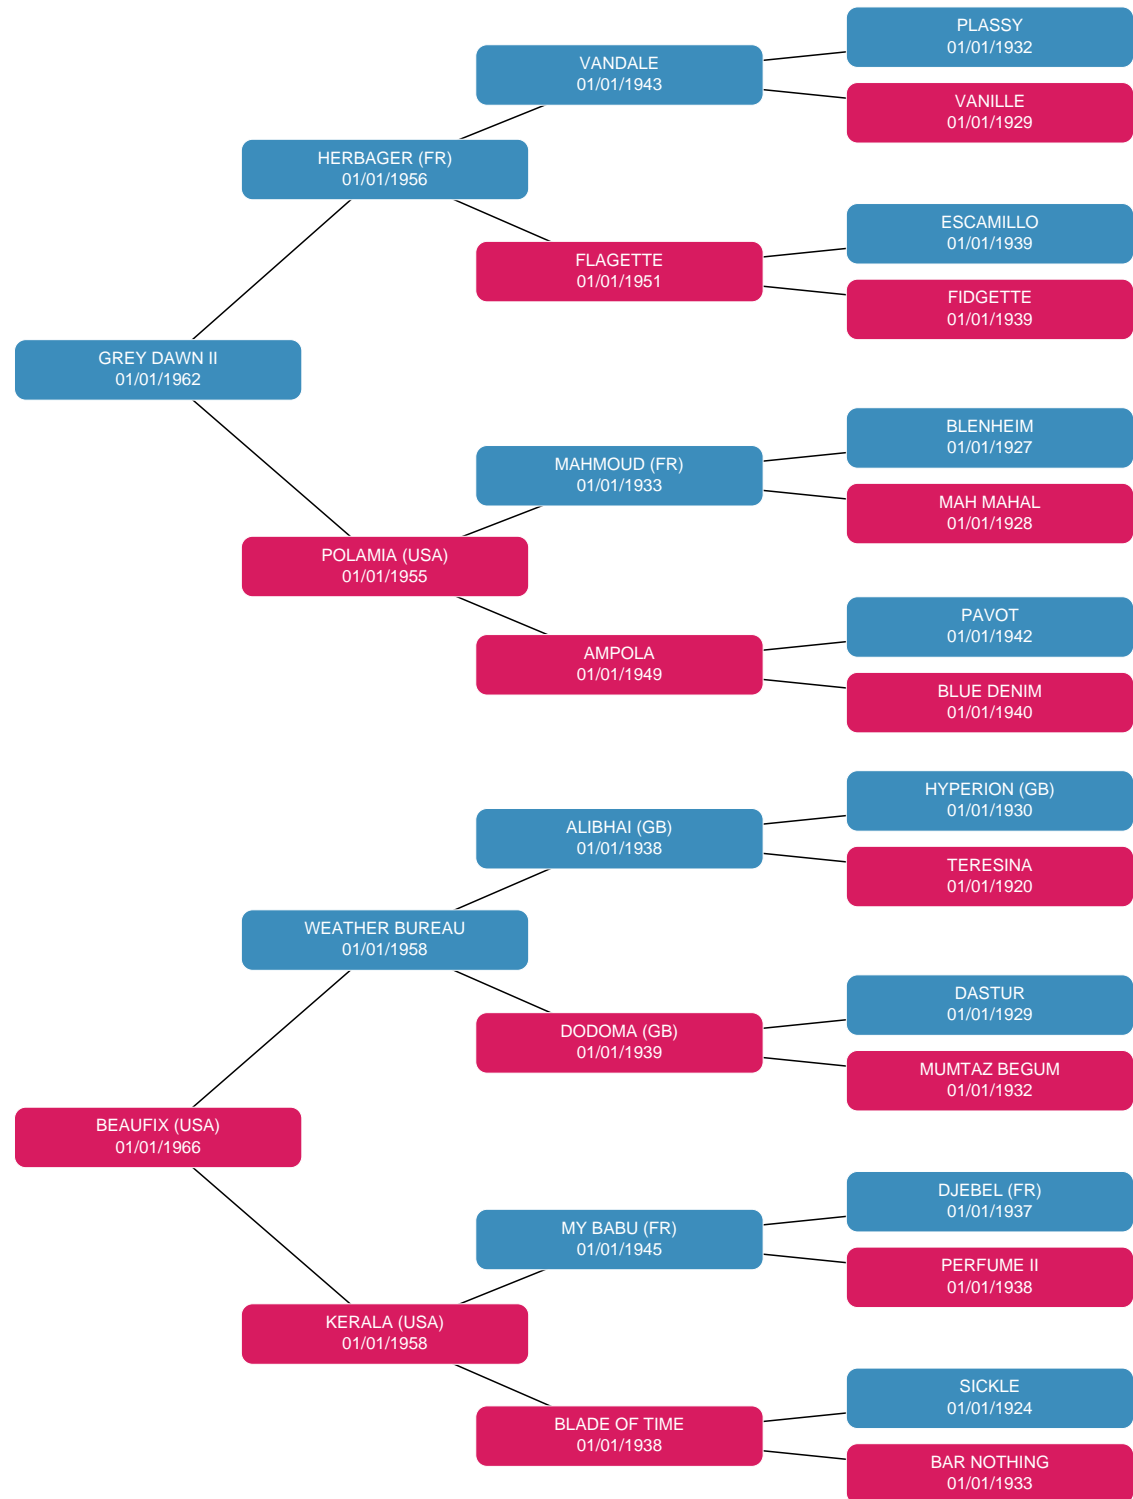 PLASSY
01/01/1932
VANDALE
01/01/1943
VANILLE
01/01/1929
HERBAGER (FR)
01/01/1956
ESCAMILLO
01/01/1939
FLAGETTE
01/01/1951
FIDGETTE
01/01/1939
GREY DAWN II
01/01/1962
BLENHEIM
01/01/1927
MAHMOUD (FR)
01/01/1933
MAH MAHAL
01/01/1928
POLAMIA (USA)
01/01/1955
PAVOT
01/01/1942
AMPOLA
01/01/1949
BLUE DENIM
01/01/1940
HYPERION (GB)
01/01/1930
ALIBHAI (GB)
01/01/1938
TERESINA
01/01/1920
WEATHER BUREAU
01/01/1958
DASTUR
01/01/1929
DODOMA (GB)
01/01/1939
MUMTAZ BEGUM
01/01/1932
BEAUFIX (USA)
01/01/1966
DJEBEL (FR)
01/01/1937
MY BABU (FR)
01/01/1945
PERFUME II
01/01/1938
KERALA (USA)
01/01/1958
SICKLE
01/01/1924
BLADE OF TIME
01/01/1938
BAR NOTHING
01/01/1933